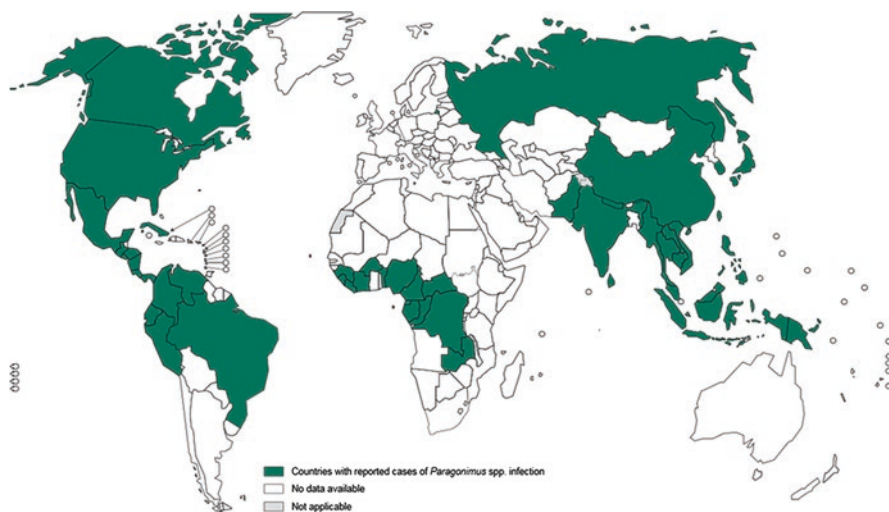 Countries with reported cases of Paragonimus spp. infection
No data available
Not applicable